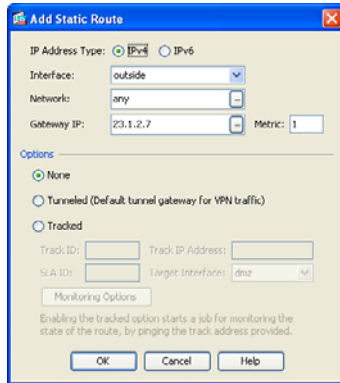 Add Static Route
IP Address Type: IPv4 IPv6
Interface: outside
Network: any
Gateway IP: 23.1.2.7 Metric: 1
Options
None
Tunneled (Default tunnel gateway for VPN traffic)
Tracked
Track ID: Track IP Address:
SLA ID: Target Interface: dmz
Monitoring Options
Enabling the tracked option starts a job for monitoring the
state of the route, by pinging the track address provided.
OK Cancel Help